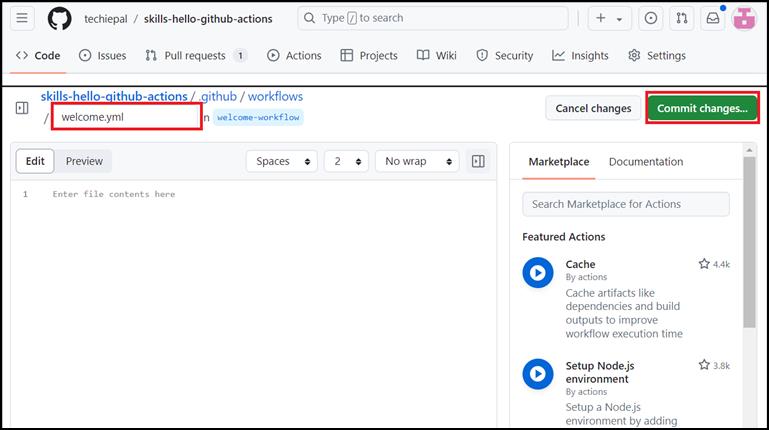 techiepal / skills-hello-github-actions
Type / to search
Code
Issues
Pull requests 1
Actions
Projects
Wiki
Security
Insights
Settings
skills-hello-github-actions / .github / workflows
/ welcome.yml in welcome-workflow
Cancel changes
Commit changes...
Edit
Preview
Spaces
2
No wrap
1 Enter file contents here
Marketplace
Documentation
Search Marketplace for Actions
Featured Actions
Cache
4.4k
By actions
Cache artifacts like
dependencies and build
outputs to improve
workflow execution time
Setup Node.js
3.8k
environment
By actions
Setup a Node.js
environment by adding